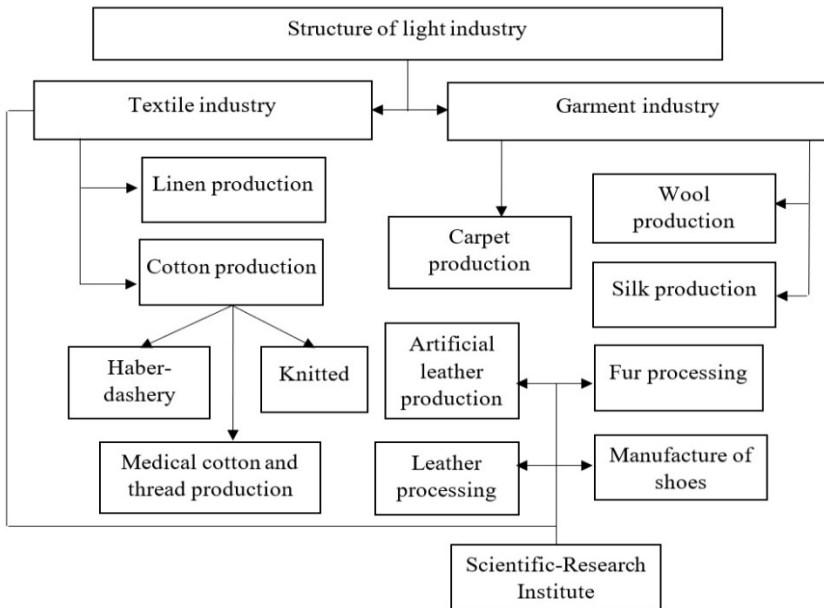 Structure of light industry
Textile industry
Garment industry
Linen production
Wool
production
Carpet
production
Cotton production
Silk production
Haber-
dashery
Knitted
Artificial
leather
production
Fur processing
Medical cotton and
thread production
Leather
processing
Manufacture of
shoes
Scientific-Research
Institute